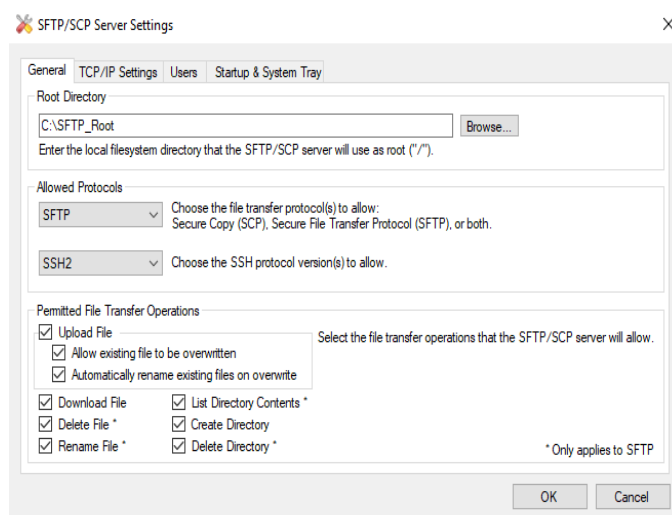 SFTP/SCP Server Settings
General TCP/IP Settings Users Startup & System Tray
Root Directory
C:\SFTP_Root Browse...
Enter the local filesystem directory that the SFTP/SCP server will use as root ("/").
Allowed Protocols
SFTP
Choose the file transfer protocol(s) to allow:
Secure Copy (SCP), Secure File Transfer Protocol (SFTP), or both.
SSH2 Choose the SSH protocol version(s) to allow.
Permitted File Transfer Operations
Upload File
Select the file transfer operations that the SFTP/SCP server will allow.
Allow existing file to be overwritten
Automatically rename existing files on overwrite
Download File List Directory Contents *
Delete File * Create Directory
Rename File * Delete Directory *
* Only applies to SFTP
OK Cancel